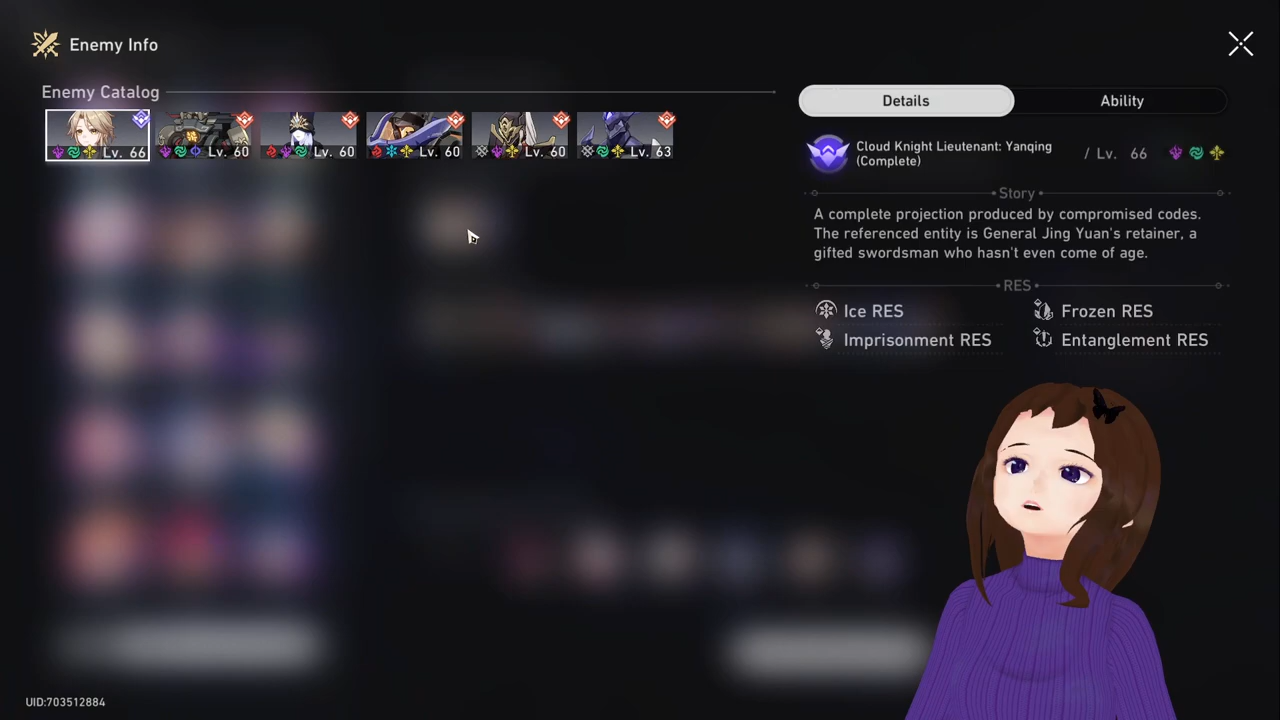 Enemy Info
Enemy Catalog
Lv. 66
Lv. 60
Lv. 60
Lv. 60
Lv. 60
Lv. 63
Details
Ability
Cloud Knight Lieutenant: Yanqing
(Complete)
/ Lv. 66
Story
A complete projection produced by compromised codes.
The referenced entity is General Jing Yuan's retainer, a
gifted swordsman who hasn't even come of age.
RES
Ice RES
Frozen RES
Imprisonment RES
Entanglement RES
UID:703512884